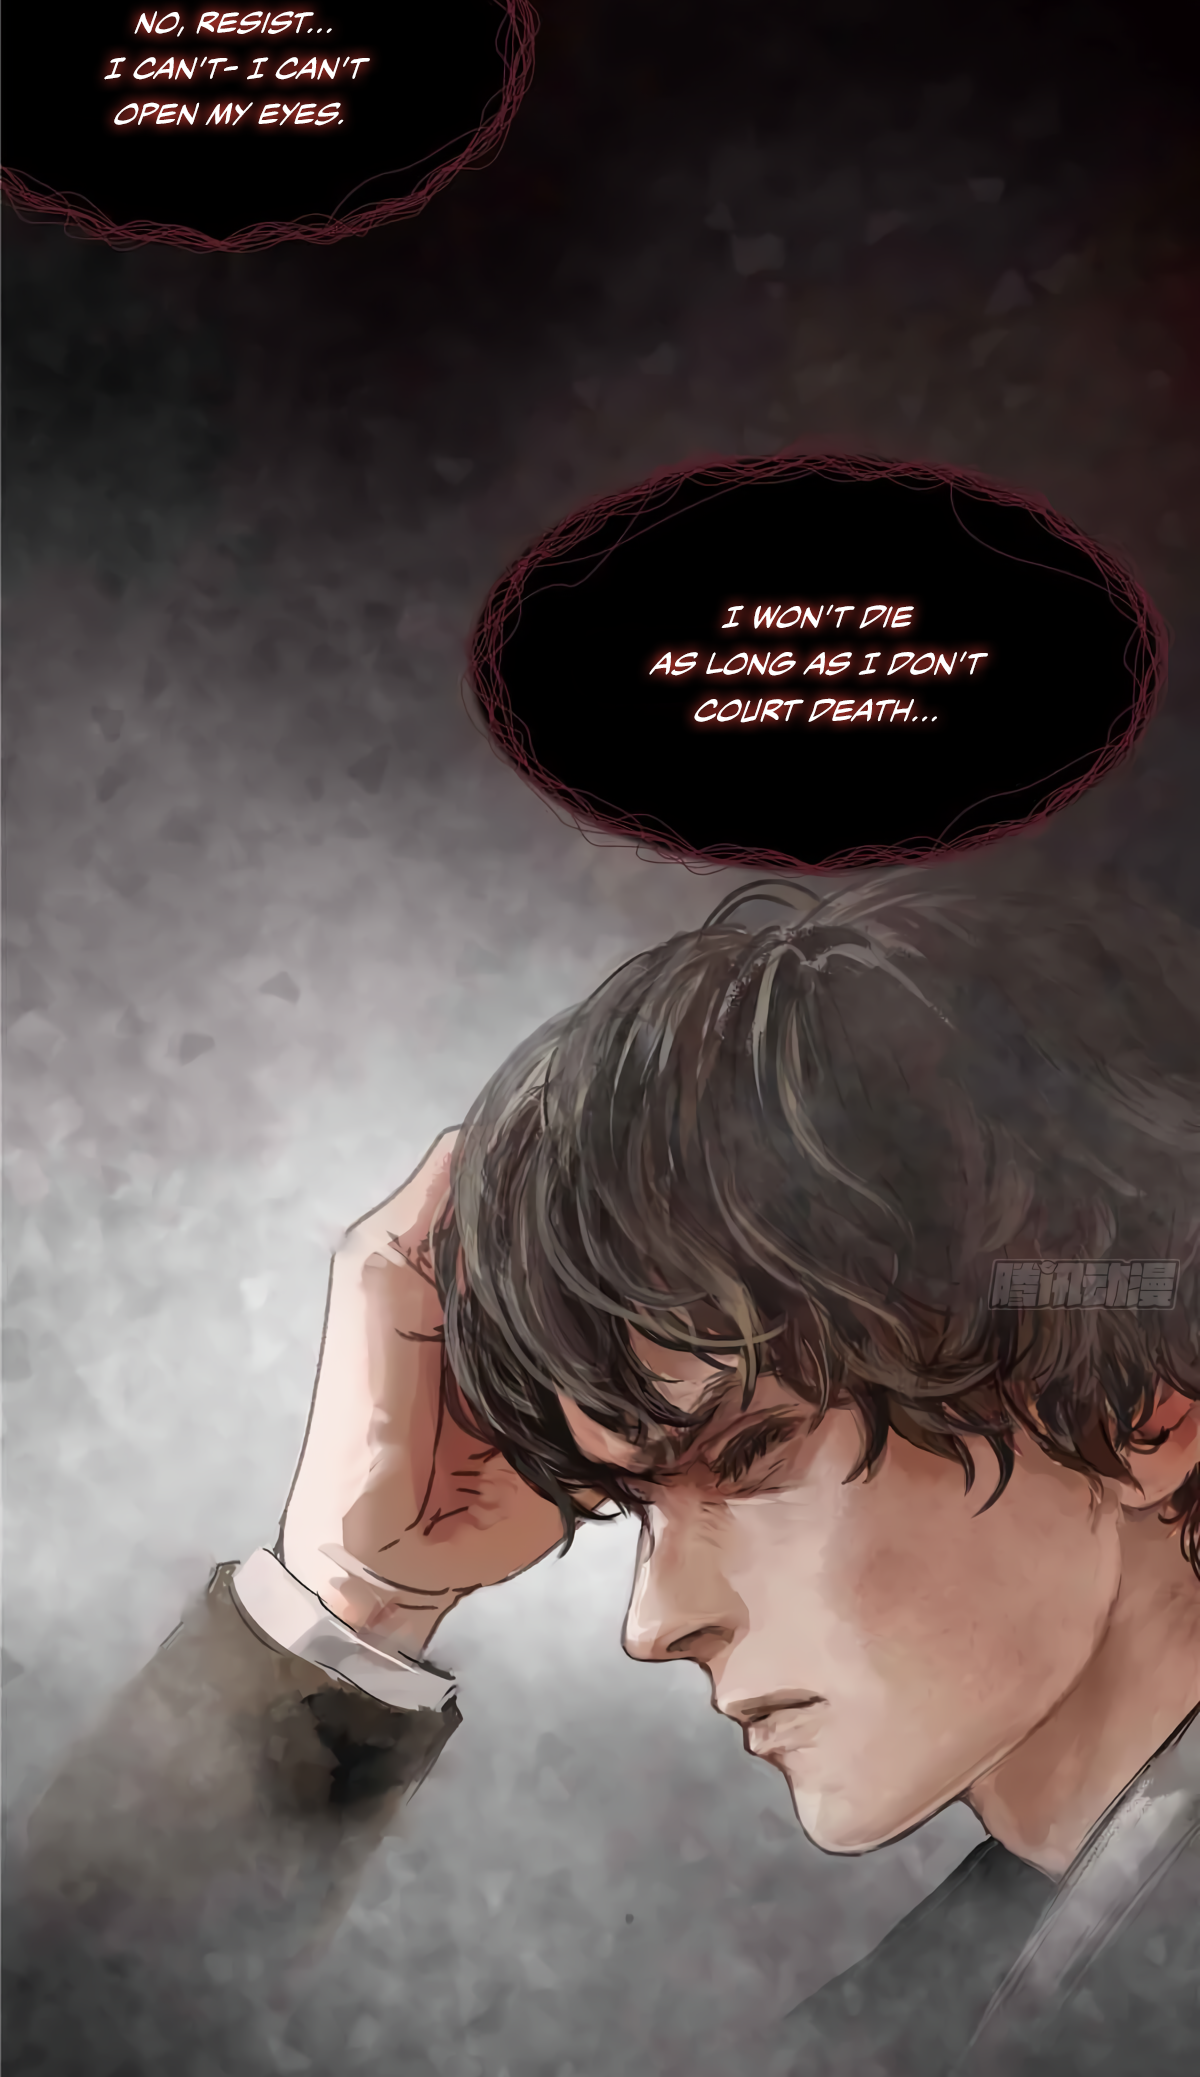 NO, RESIST...
I CAN'T- I CAN'T
OPEN MY EYES.
I WON'T DIE
AS LONG AS I DON'T
COURT DEATH...
腾讯动漫